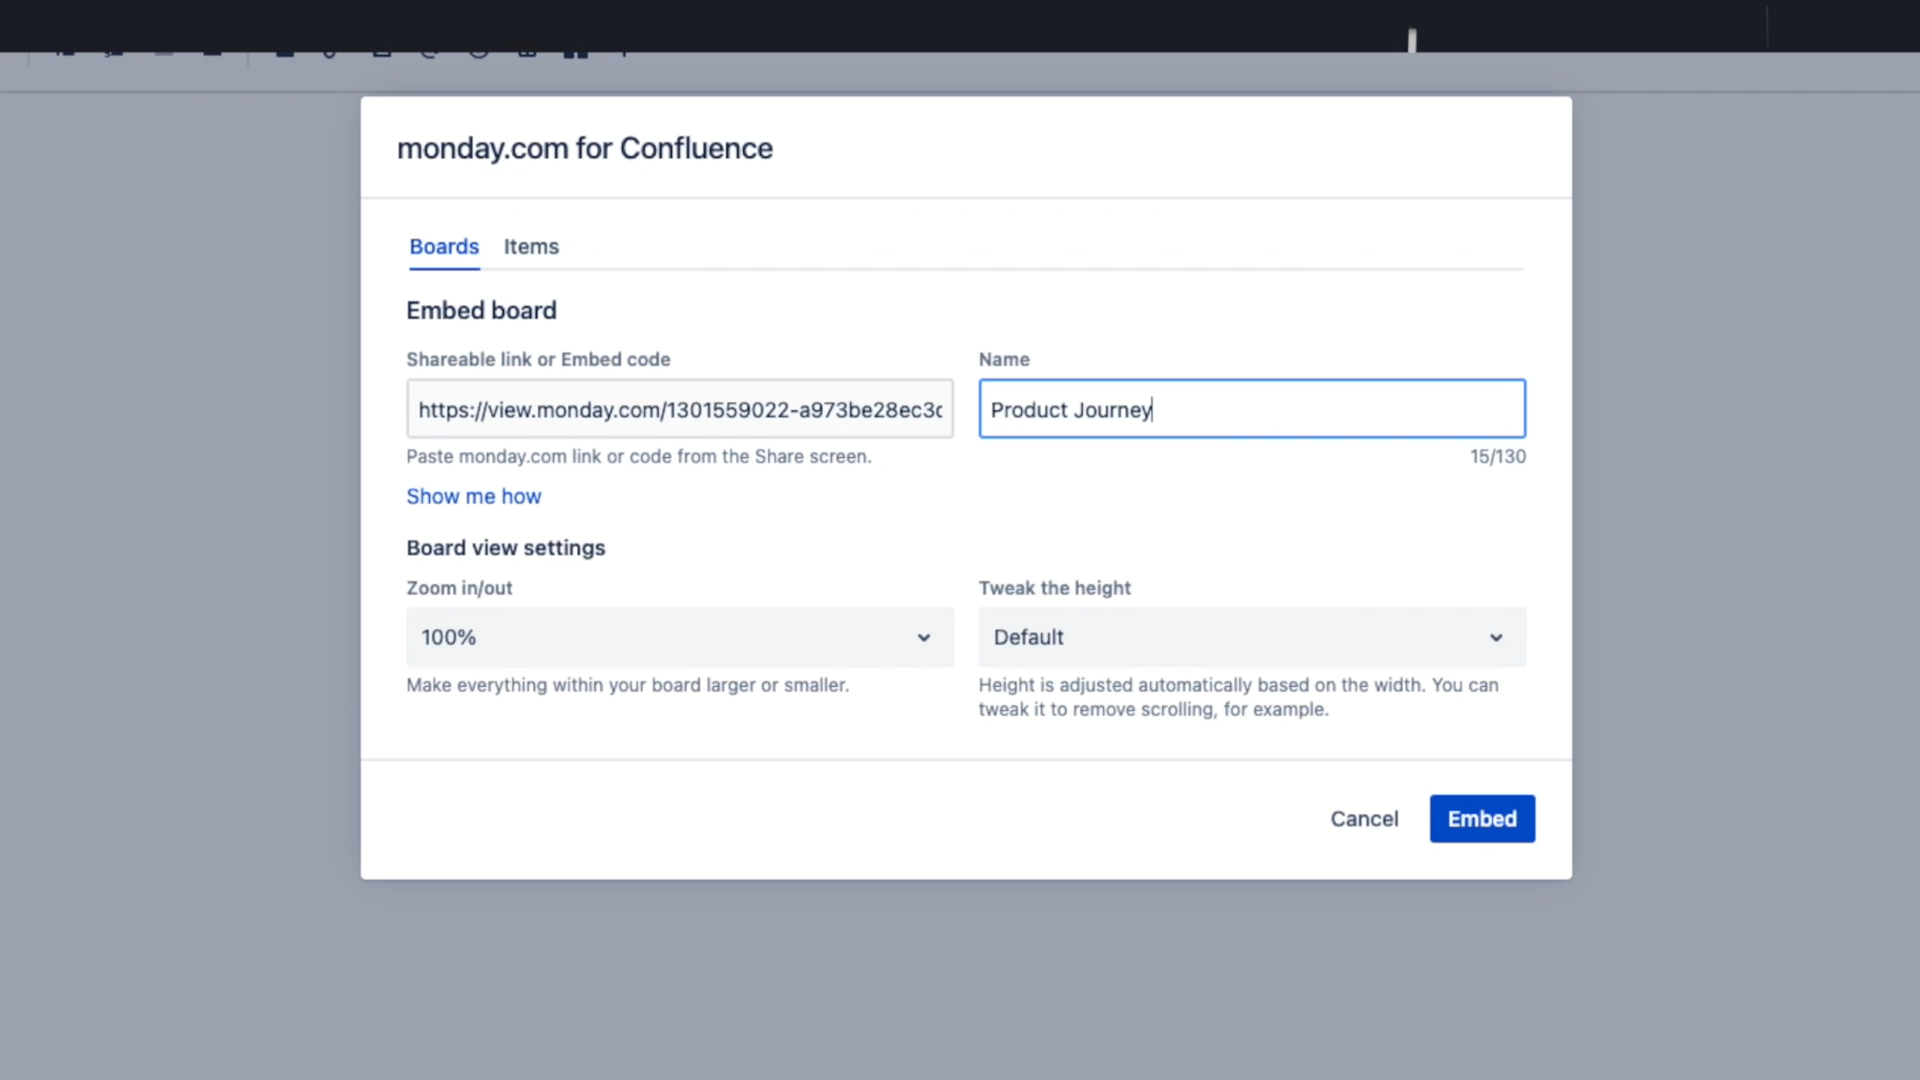 monday.com for Confluence
Boards Items
Embed board
Shareable link or Embed code Name
https://view.monday.com/1301559022-a973be28ec3c Product Journey
Paste monday.com link or code from the Share screen. 15/130
Show me how
Board view settings
Zoom in/out Tweak the height
100% Default
Make everything within your board larger or smaller. Height is adjusted automatically based on the width. You can
tweak it to remove scrolling, for example.
Cancel Embed